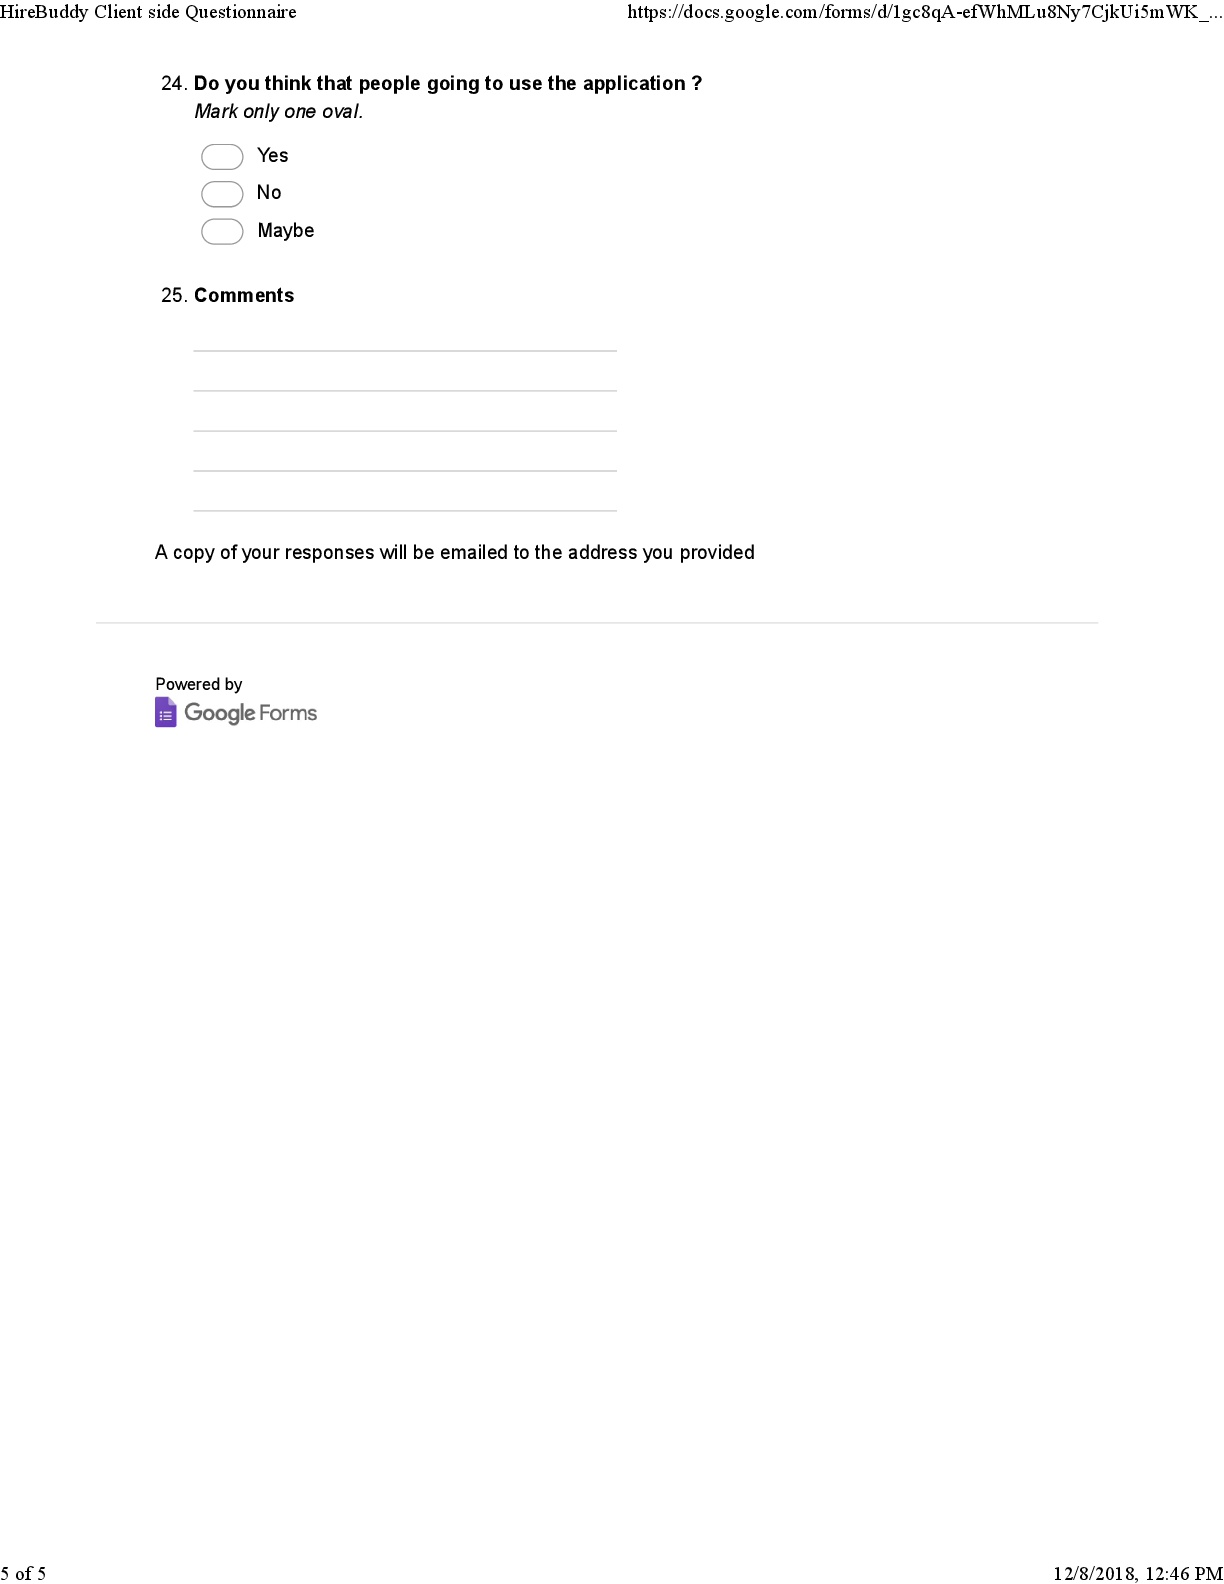 HireBuddy Client side Questionnaire
https://docs.google.com/forms/d/1gc8qA-efWhMLu8Ny7CjkUi5mWK_...
24. Do you think that people going to use the application ?
Mark only one oval.
Yes
No
Maybe
25. Comments
A copy of your responses will be emailed to the address you provided
Powered by
Google Forms
5 of 5
12/8/2018, 12:46 PM